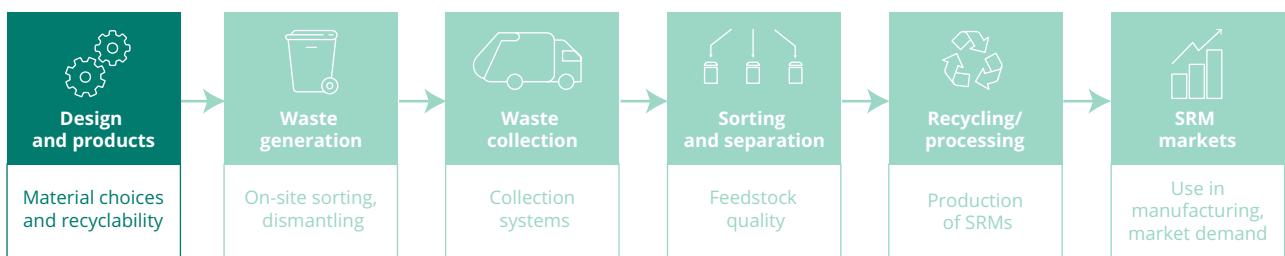 Design
and products
Material choices
and recyclability
Waste
generation
On-site sorting,
dismantling
Waste
collection
Collection
systems
Sorting
and separation
Feedstock
quality
Recycling/
processing
Production
of SRMs
SRM
markets
Use in
manufacturing,
market demand